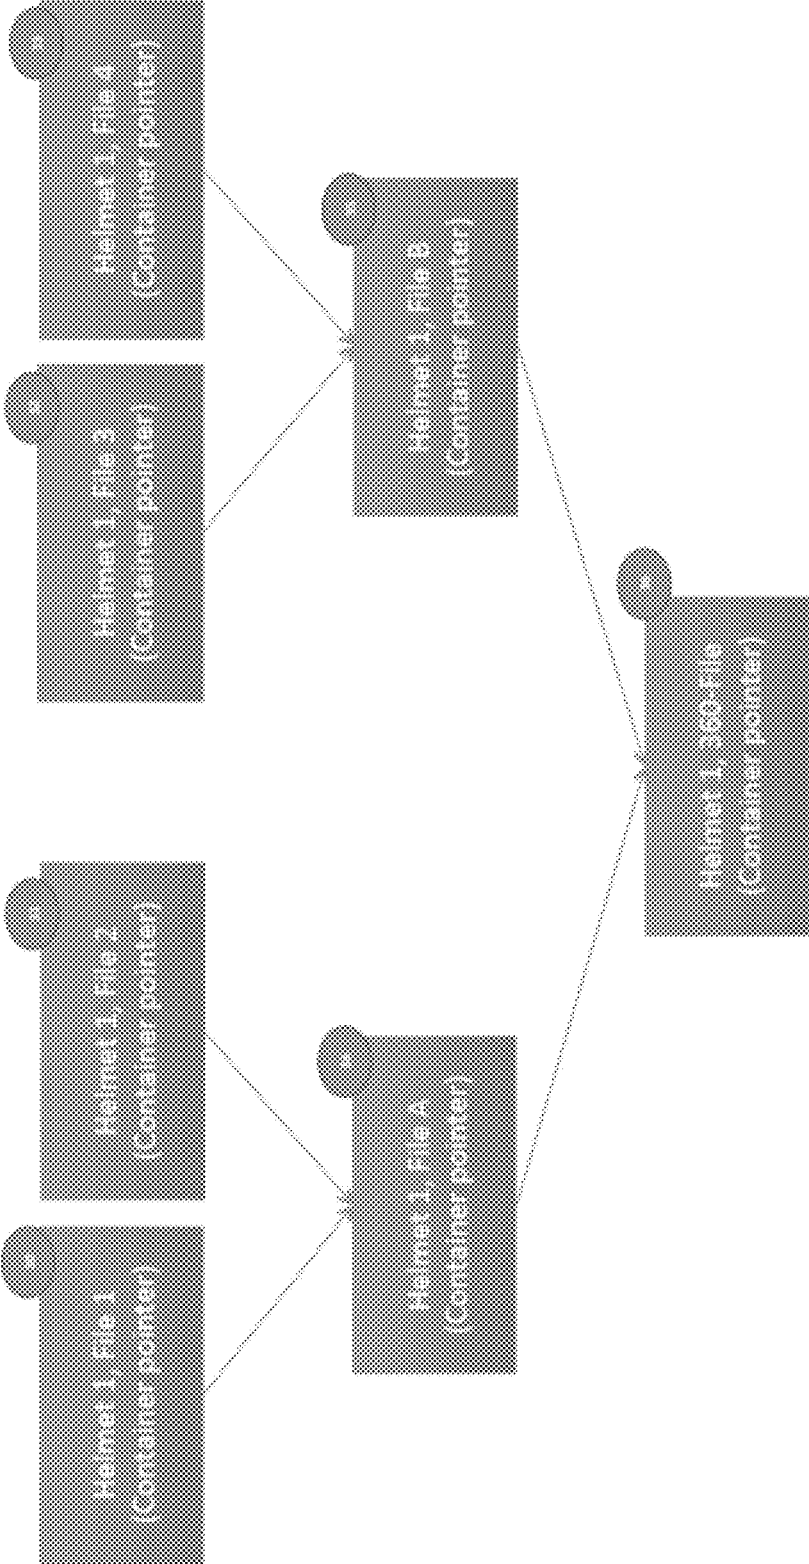 Helmet 1, File 1
(Container pointer)
Helmet 1, File 2
(Container pointer)
Helmet 1, File 3
(Container pointer)
Helmet 1, File 4
(Container pointer)
Helmet 1, File A
(Container pointer)
Helmet 1, File B
(Container pointer)
Helmet 1, 360-File
(Container pointer)